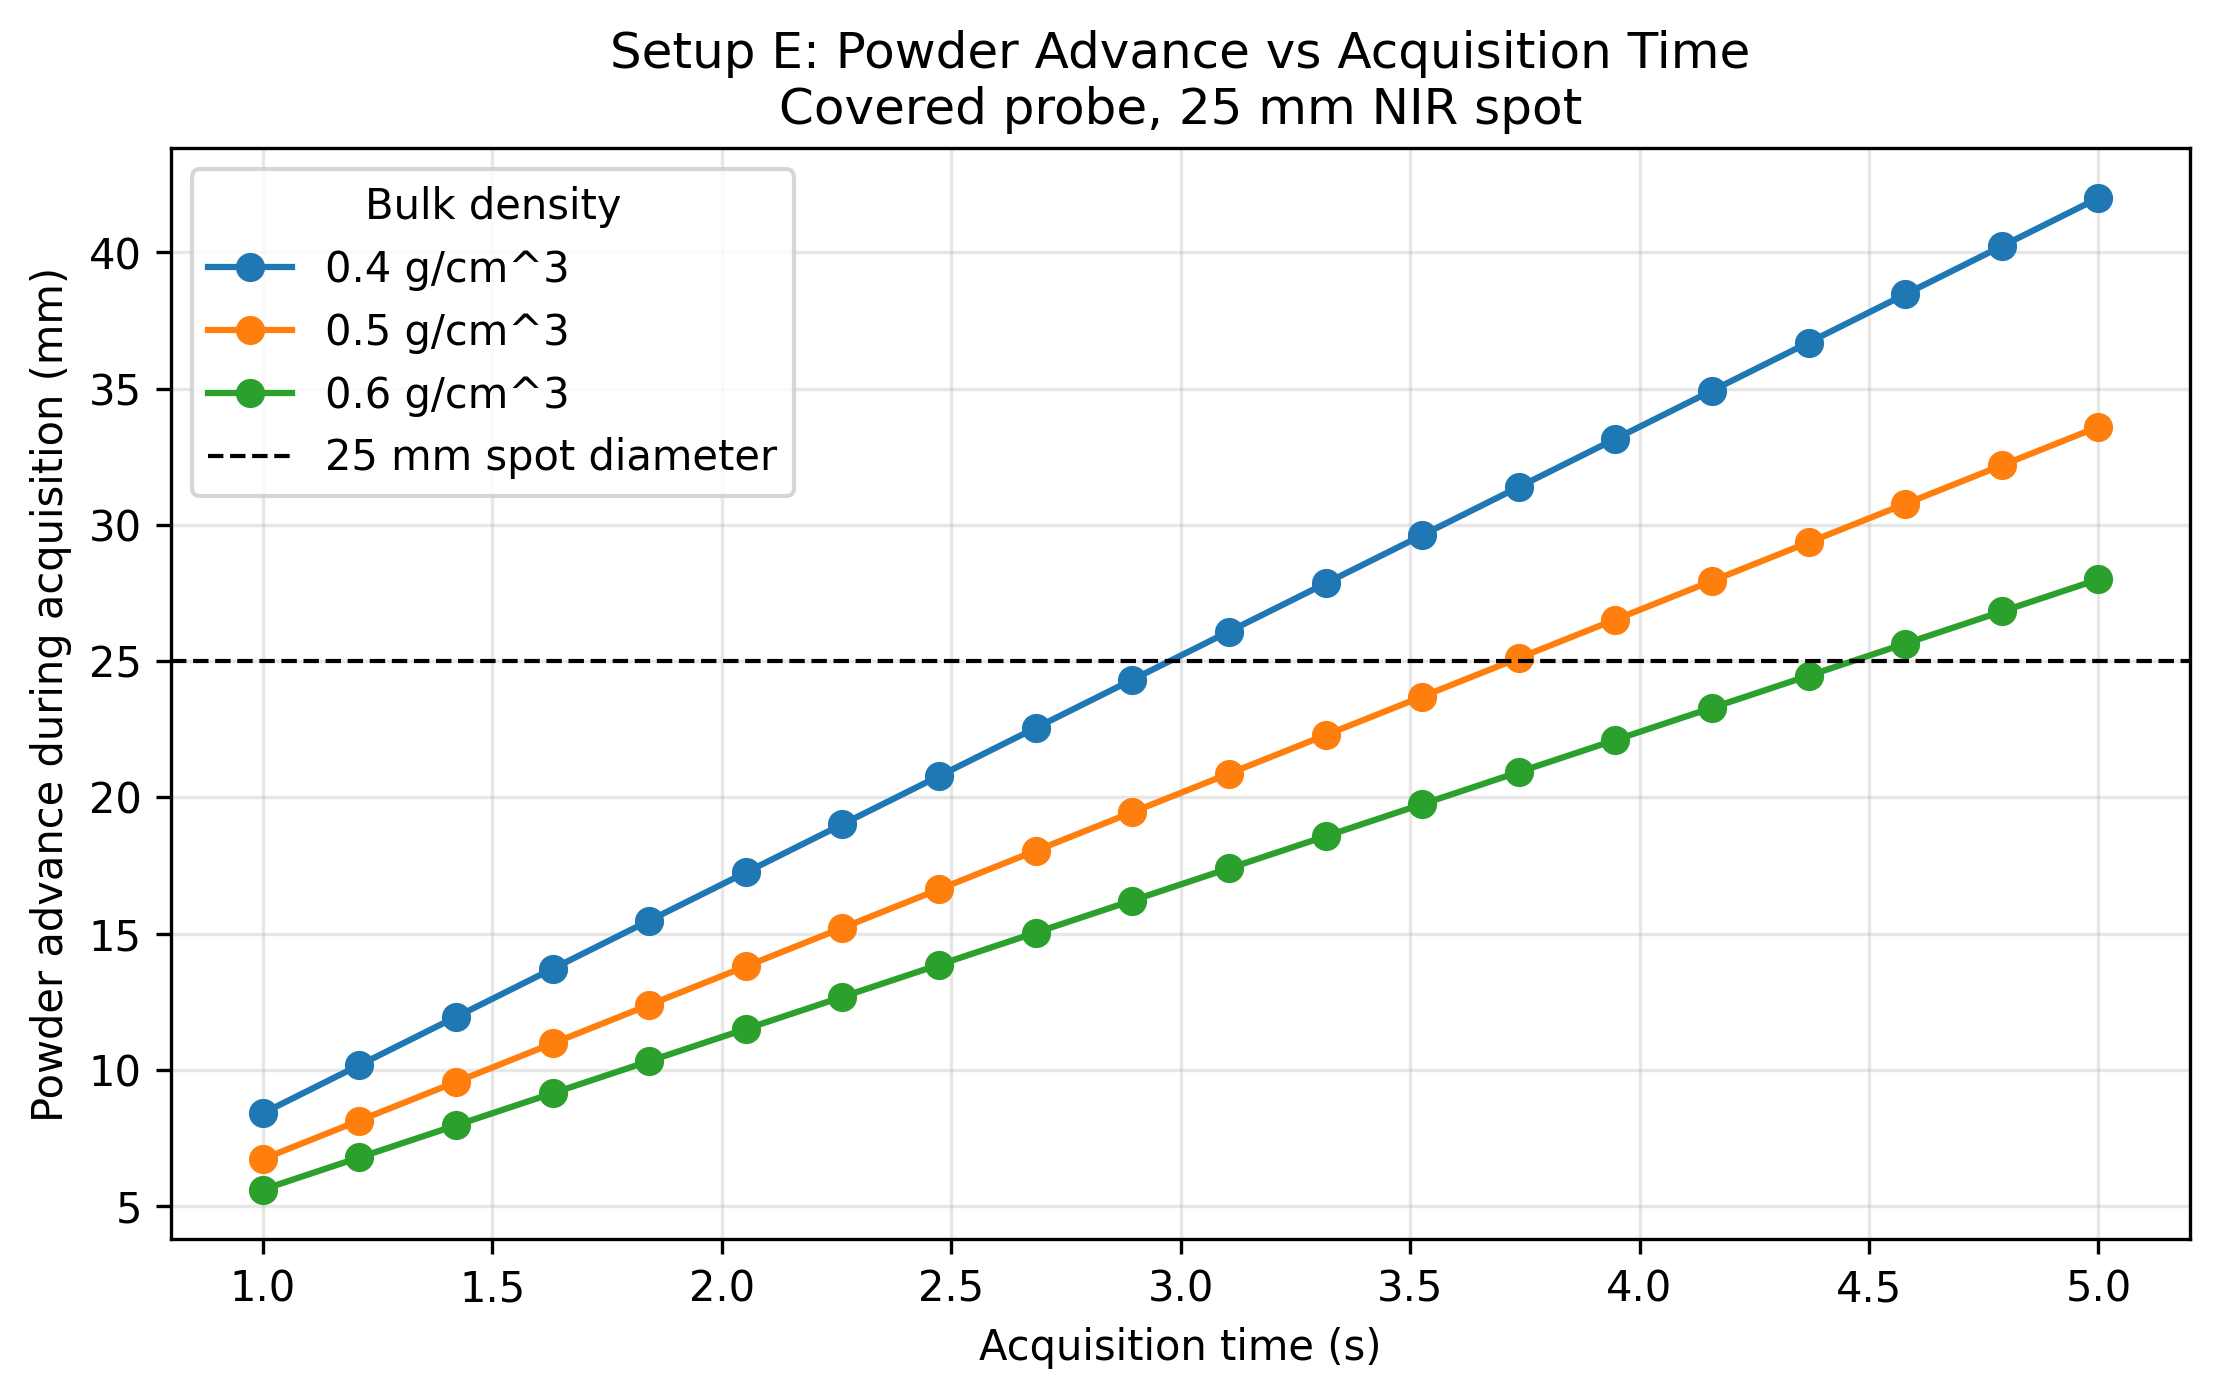 Setup E: Powder Advance vs Acquisition Time
Covered probe, 25 mm NIR spot
Bulk density
0.4 g/cm^3
0.5 g/cm^3
0.6 g/cm^3
25 mm spot diameter
Powder advance during acquisition (mm)
40
35
30
25
20
15
10
5
1.0 1.5 2.0 2.5 3.0 3.5 4.0 4.5 5.0
Acquisition time (s)